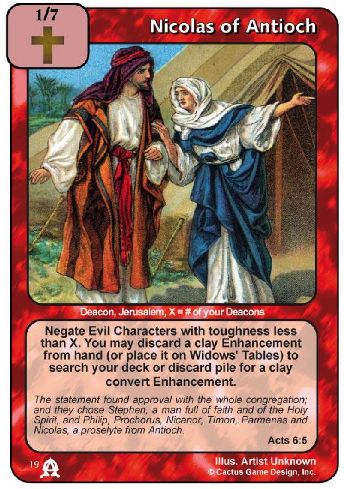 1/7
Nicolas of Antioch
Deacon, Jerusalem, X = # of your Deacons
Negate Evil Characters with toughness less
than X. You may discard a clay Enhancement
from hand (or place it on Widows' Tables) to
search your deck or discard pile for a clay
convert Enhancement.
The statement found approval with the whole congregation;
and they chose Stephen, a man full of faith and of the Holy
Spirit, and Philip, Prochorus, Nicanor, Timon, Parmenas and
Nicolas, a proselyte from Antioch.
Acts 6:5
19
Illus. Artist Unknown
© Cactus Game Design, Inc.